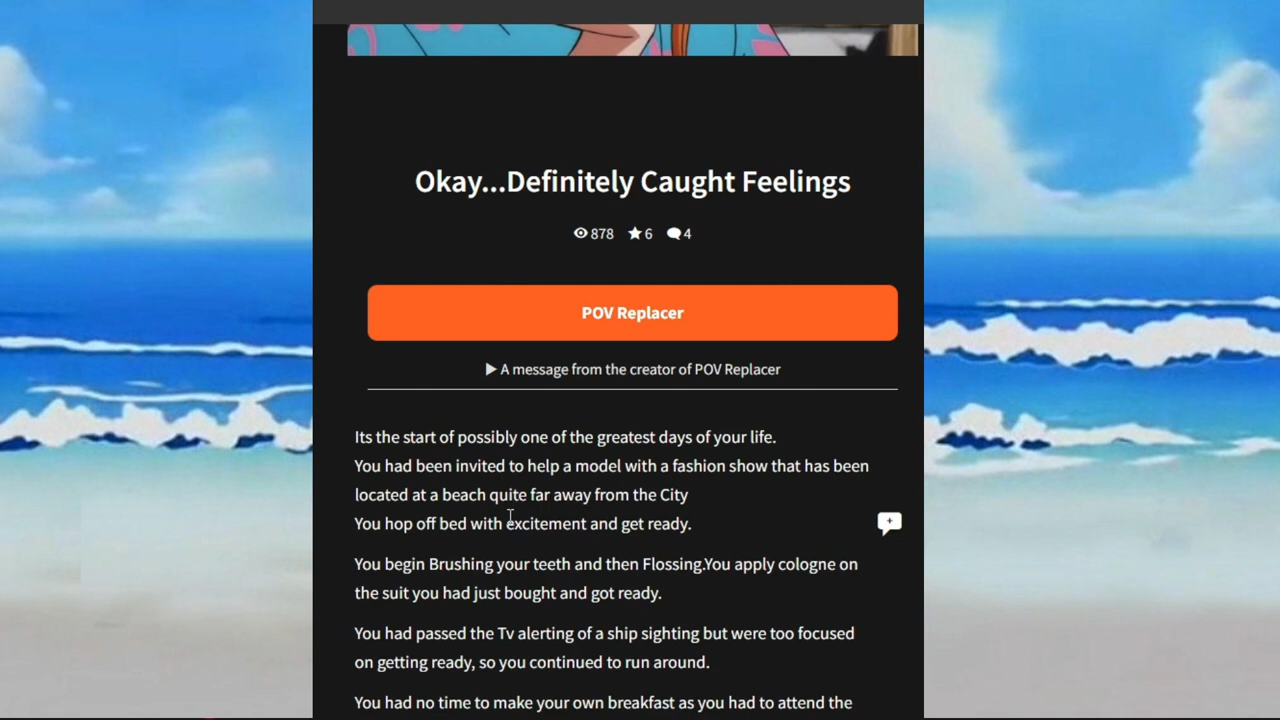 Okay...Definitely Caught Feelings
878 6 4
POV Replacer
▶ A message from the creator of POV Replacer
Its the start of possibly one of the greatest days of your life.
You had been invited to help a model with a fashion show that has been
located at a beach quite far away from the City
You hop off bed with excitement and get ready.
You begin Brushing your teeth and then Flossing.You apply cologne on
the suit you had just bought and got ready.
You had passed the Tv alerting of a ship sighting but were too focused
on getting ready, so you continued to run around.
You had no time to make your own breakfast as you had to attend the